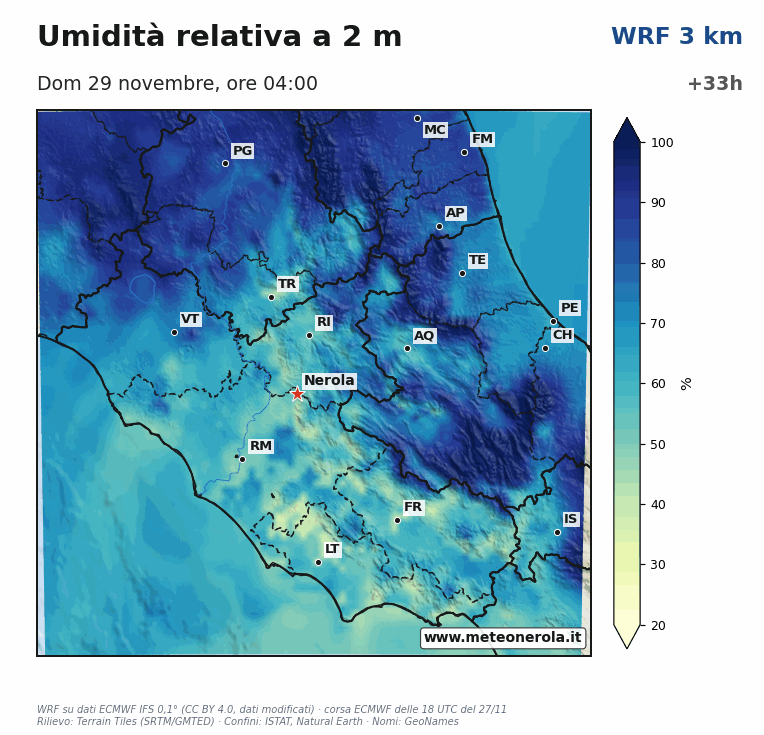 Umidità relativa a 2 m
WRF 3 km
Dom 29 novembre, ore 04:00
+33h
MC
FM
PG
AP
TE
TR
PE
VT
RI
AQ
CH
Nerola
RM
FR
IS
LT
www.meteonerola.it
100
90
80
70
60
50
40
30
20
%
WRF su dati ECMWF IFS 0,1° (CC BY 4.0, dati modificati) · corsa ECMWF delle 18 UTC del 27/11
Rilievo: Terrain Tiles (SRTM/GMTED) · Confini: ISTAT, Natural Earth · Nomi: GeoNames